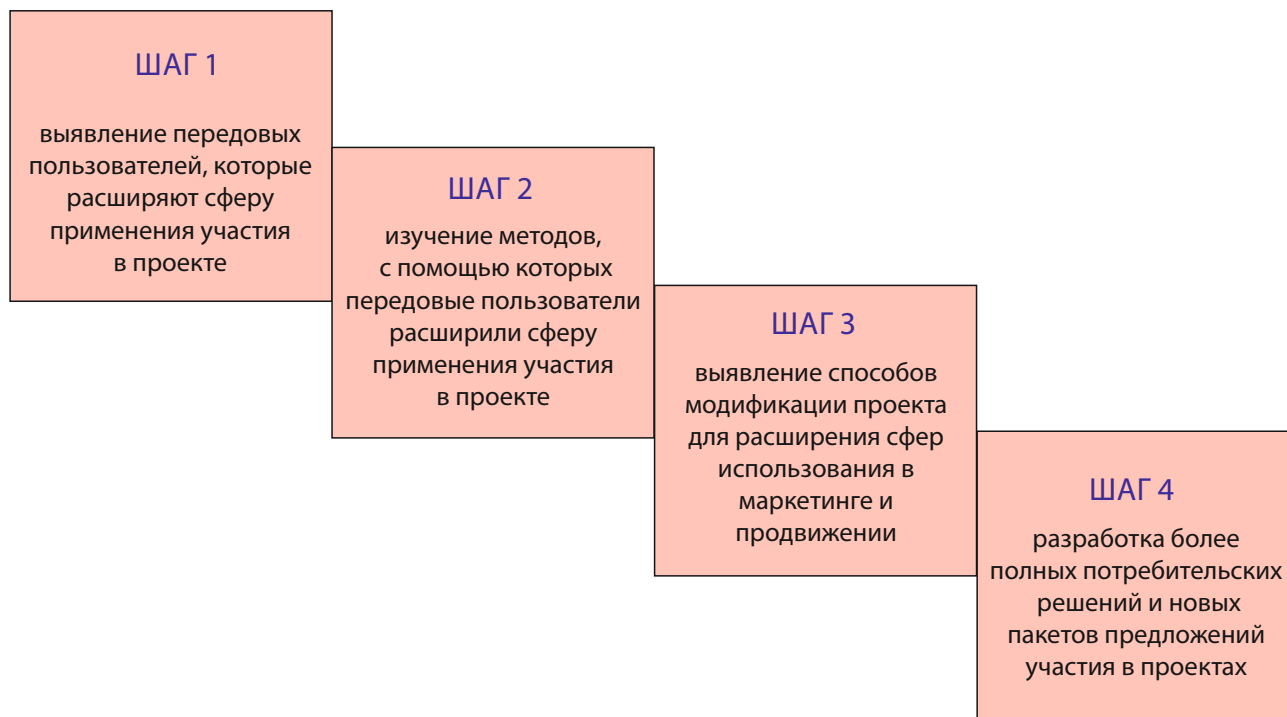 ШАГ 1
выявление передовых
пользователей, которые
расширяют сферу
применения участия
в проекте
ШАГ 2
изучение методов,
с помощью которых
передовые пользователи
расширили сферу
применения участия
в проекте
ШАГ 3
выявление способов
модификации проекта
для расширения сфер
использования в
маркетинге и
продвижении
ШАГ 4
разработка более
полных потребительских
решений и новых
пакетов предложений
участия в проектах